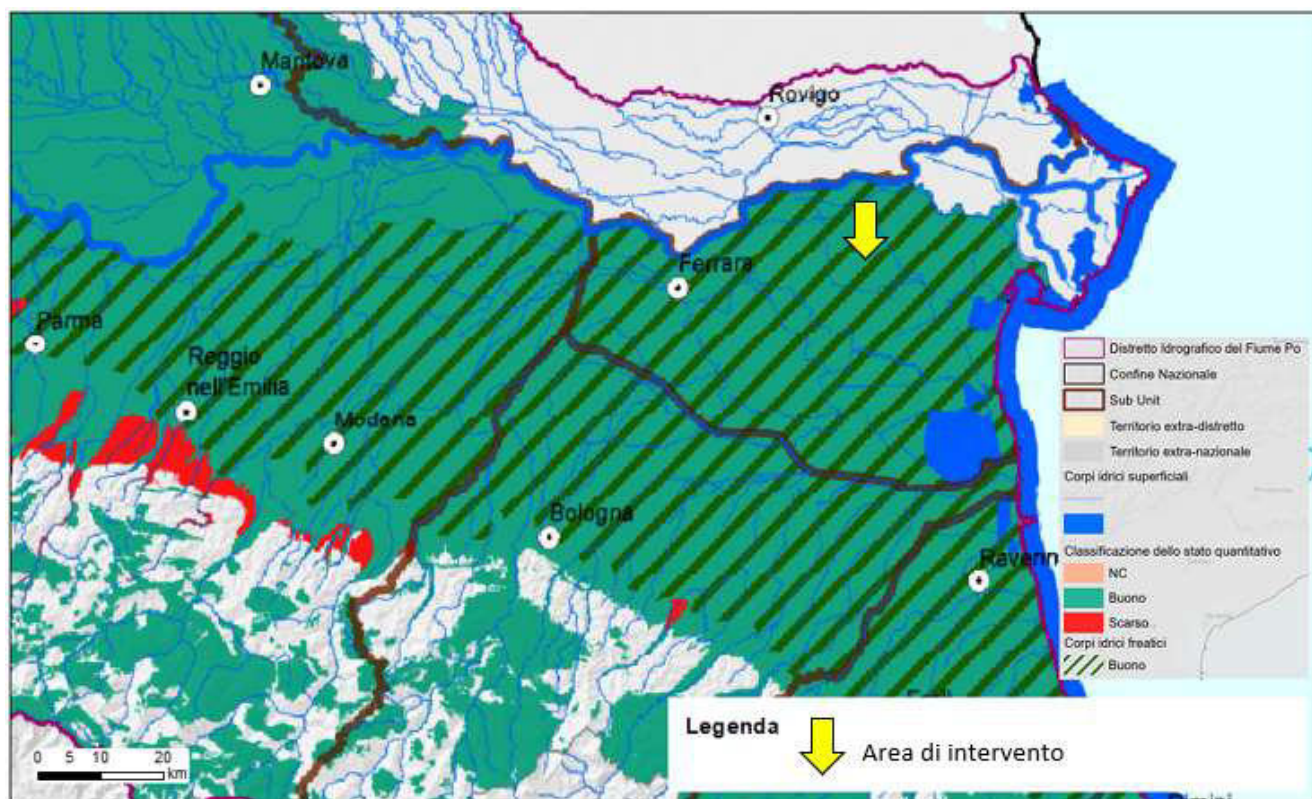 Mantova
Rovigo
Ferrara
Parma
Reggio
nell'Emilia
Modena
Bologna
Ravenn
Distretto Idrografico del Fiume Po
Confine Nazionale
Sub Unit
Territorio extra-distretto
Territorio extra-nazionale
Corpi idrici superficiali
Classificazione dello stato quantitativo
NC
Buono
Scarso
Corpi idrici freatici
Buono
0 5 10 20
km
Legenda
Area di intervento